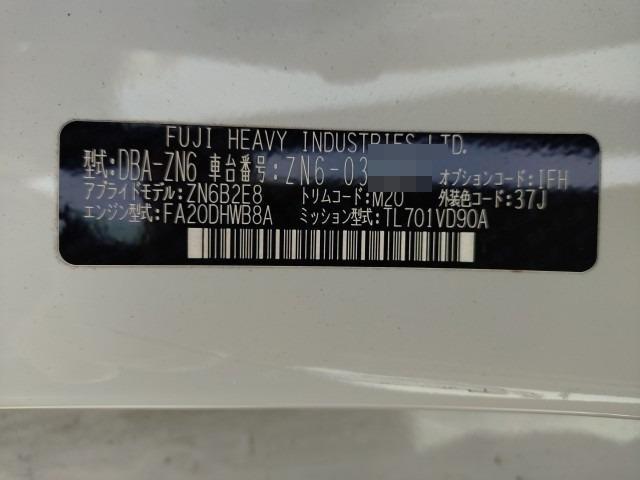 FUJI HEAVY INDUSTRIES LTD.
型式:DBA-ZN6 車台番号:ZN6-03 オプションコード:IFH
アプライドモデル:ZN6B2E8 トリムコード:M20 外装色コード:37J
エンジン型式:FA20DHWB8A ミッション型式:TL701VD90A